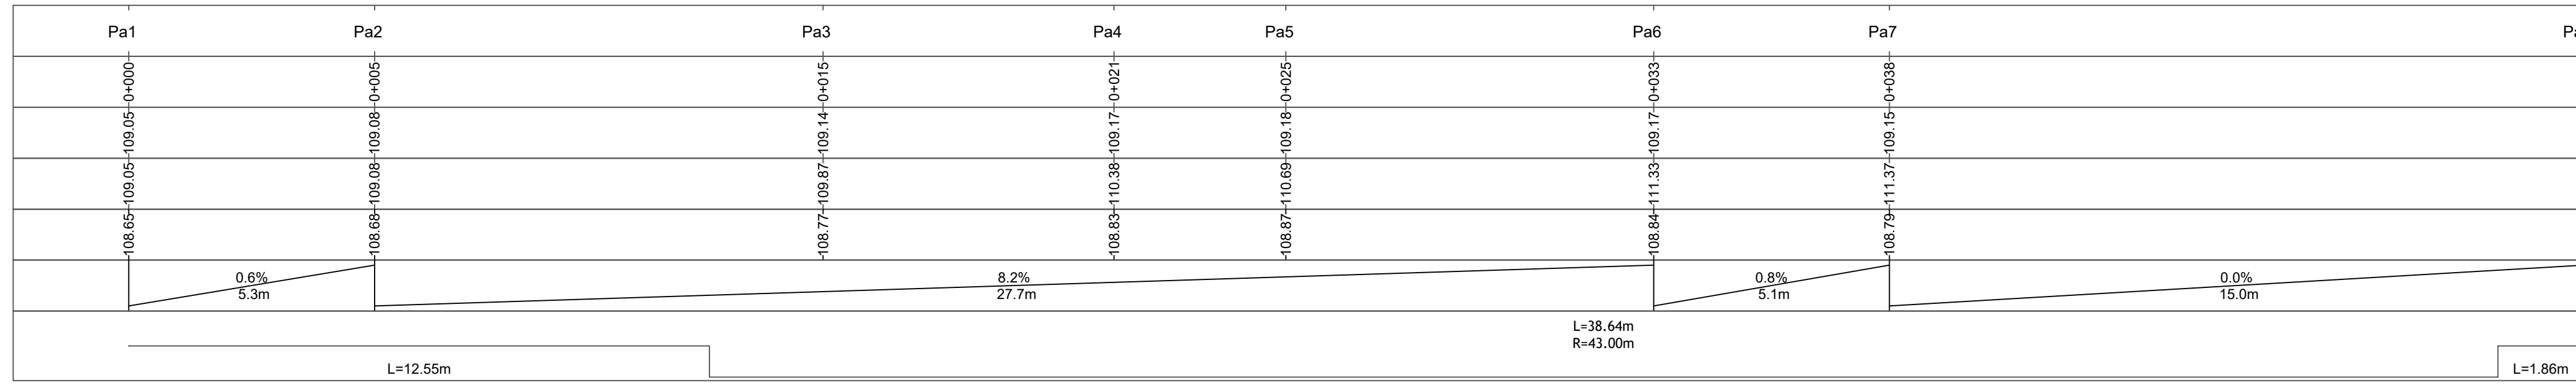 Pa1 Pa2 Pa3 Pa4 Pa5 Pa6 Pa7
0+000 0+005 0+015 0+021 0+025 0+033 0+038
109.05 109.08 109.14 109.17 109.18 109.17 109.15
109.05 109.08 109.87 110.38 110.69 111.33 111.37
108.65 108.68 108.77 108.83 108.87 108.84 108.79
0.6% 8.2% 0.8% 0.0%
5.3m 27.7m 5.1m 15.0m
L=38.64m
R=43.00m
L=12.55m L=1.86m